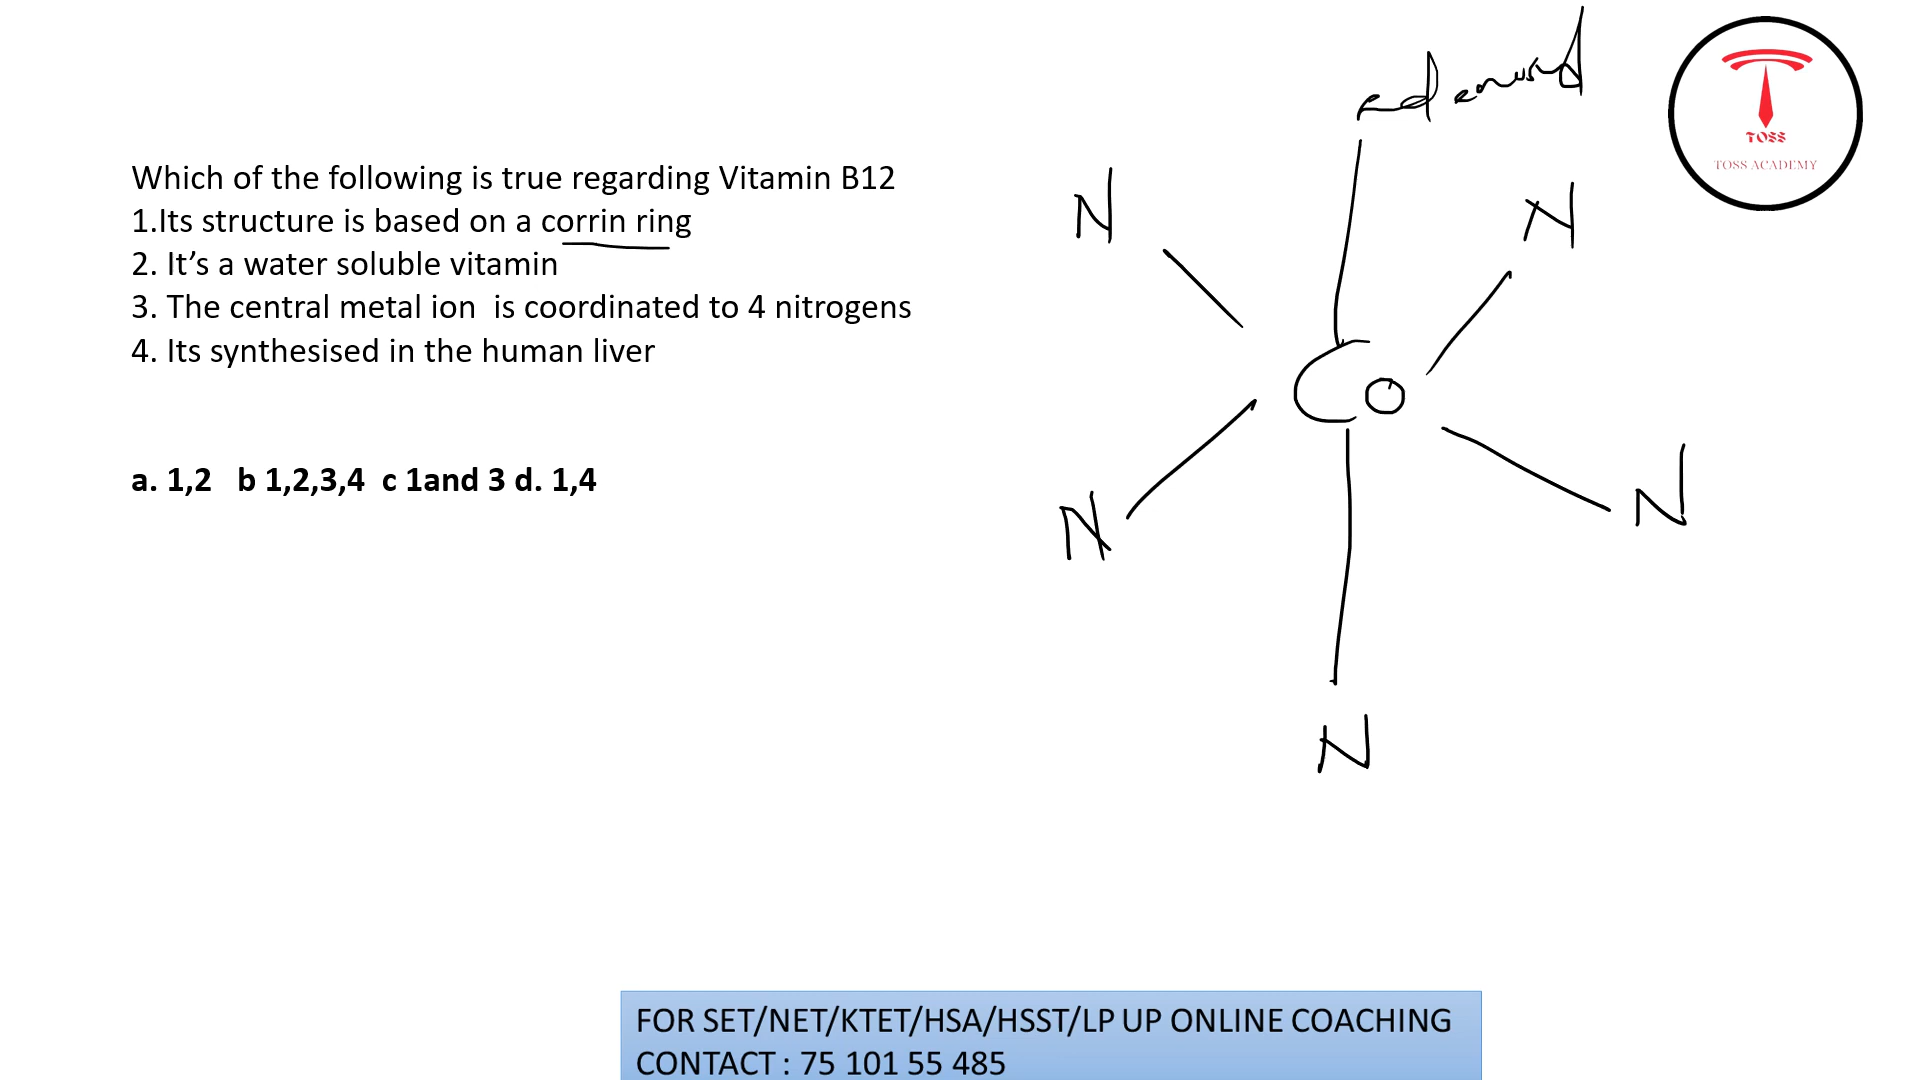 Which of the following is true regarding Vitamin B12
1.Its structure is based on a corrin ring
2. It’s a water soluble vitamin
3. The central metal ion  is coordinated to 4 nitrogens
4. Its synthesised in the human liver
a. 1,2   b 1,2,3,4  c 1and 3 d. 1,4
N
N
Co
N
N
N
TOSS
TOSS ACADEMY
FOR SET/NET/KTET/HSA/HSST/LP UP ONLINE COACHING
CONTACT : 75 101 55 485